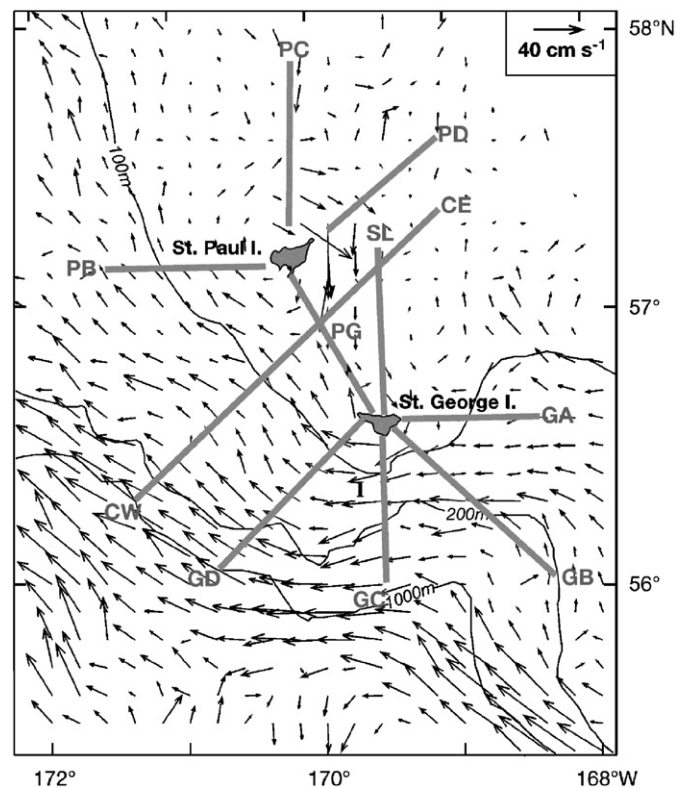 58°N
40 cm s⁻¹
PC
PD
100m
CE
SL
St. Paul I.
PB
57°
PG
St. George I.
GA
I
200m
CW
GD
GB
GC
1000m
56°
172°
170°
168°W